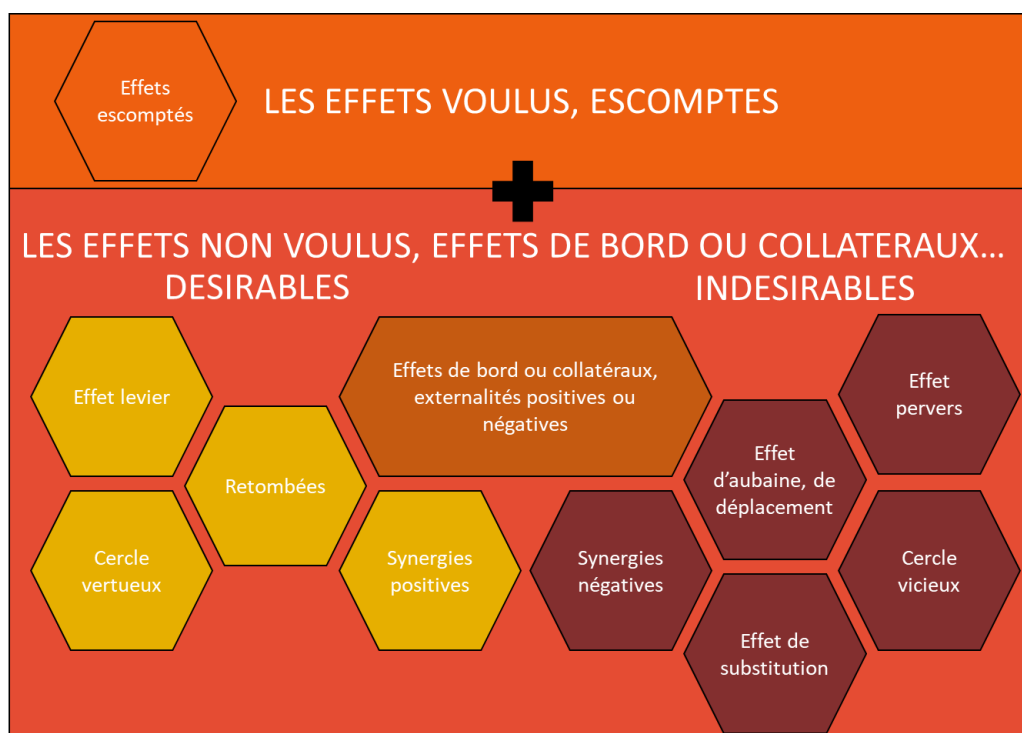 Effets
escomptés
LES EFFETS VOULUS, ESCOMPTES
LES EFFETS NON VOULUS, EFFETS DE BORD OU COLLATERAUX…
DESIRABLES
INDESIRABLES
Effet levier
Retombées
Cercle
vertueux
Effets de bord ou collatéraux,
externalités positives ou
négatives
Synergies
positives
Synergies
négatives
Effet
d’aubaine, de
déplacement
Effet
pervers
Cercle
vicieux
Effet de
substitution